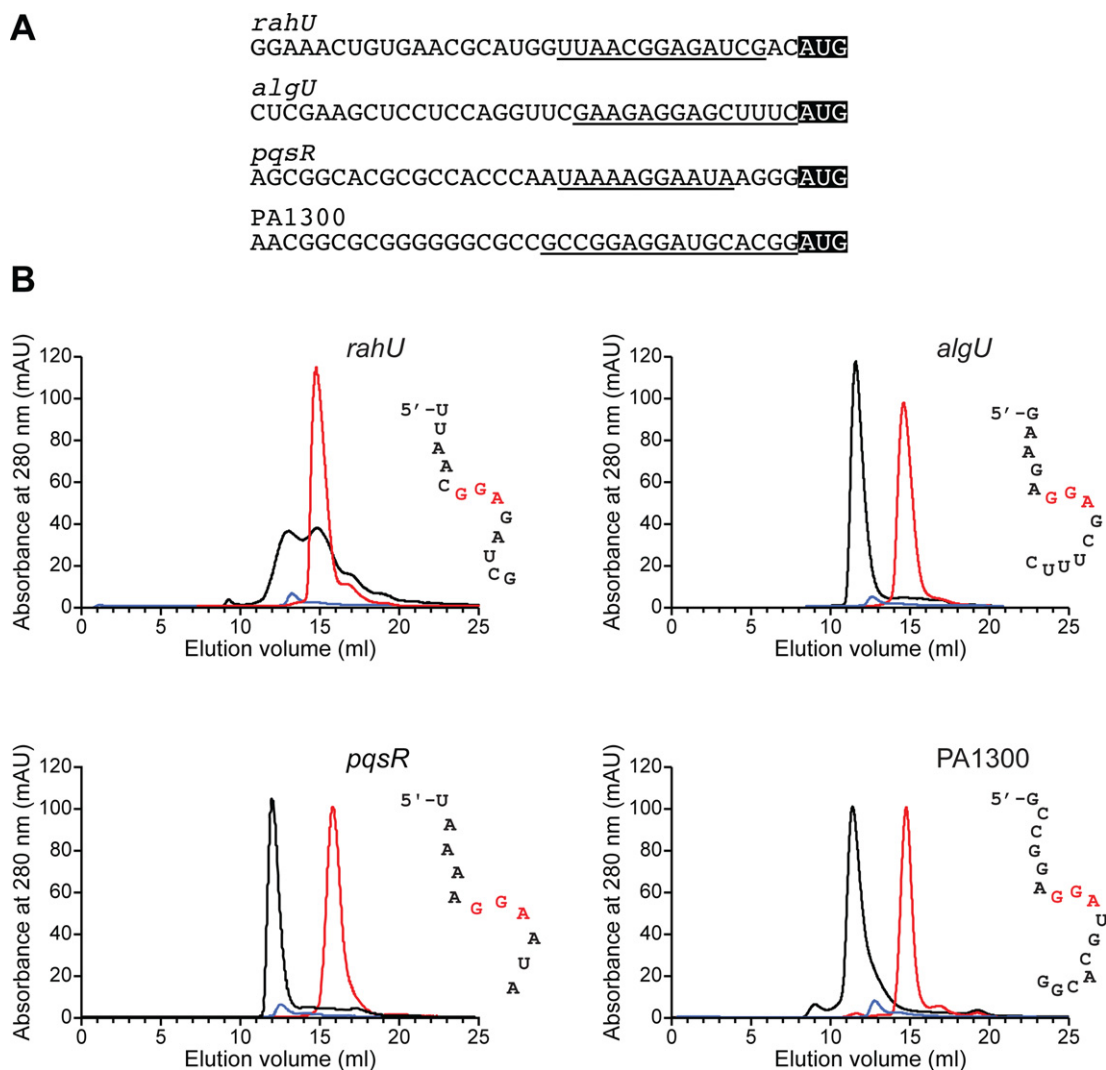 A
rahU
GGAAACUGUGAACGCAUGGUUAACGGAGAUCGACAUG
algU
CUCGAAGCUCCUCCAGGUUCGAAGAGGAGCUUUCAUG
pqsR
AGCGGCACGCGCCACCCAAUAAAAGGAAUAAGGGAUG
PA1300
AACGGCGCGGGGGGCGCCGCCGGAGGAUGCACGGAUG
B
rahU
Absorbance at 280 nm (mAU)
120
100
80
60
40
20
0
0 5 10 15 20 25
Elution volume (ml)
5′-UUAACGGAGAUCG
algU
Absorbance at 280 nm (mAU)
120
100
80
60
40
20
0
0 5 10 15 20 25
Elution volume (ml)
5′-GAAGAGGAGCUUUC
pqsR
Absorbance at 280 nm (mAU)
120
100
80
60
40
20
0
0 5 10 15 20 25
Elution volume (ml)
5'-UAAAAGGAAUA
PA1300
Absorbance at 280 nm (mAU)
120
100
80
60
40
20
0
0 5 10 15 20 25
Elution volume (ml)
5′-GCCGGAGGAUGCACGG